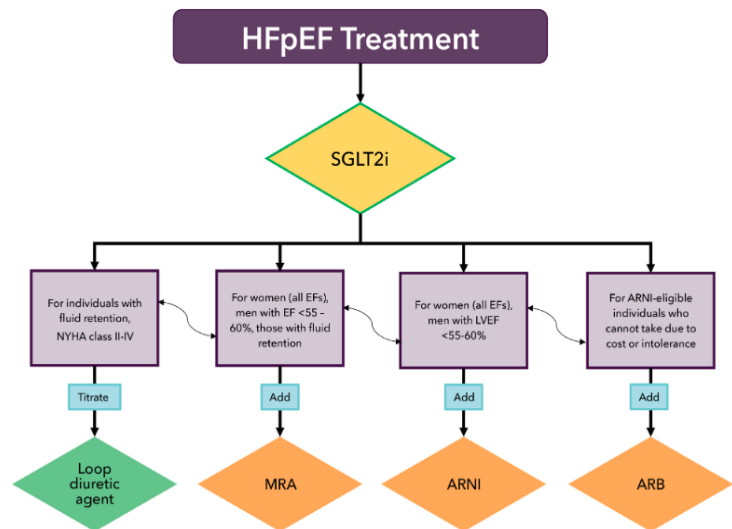 HFpEF Treatment
SGLT2i
For individuals with
fluid retention,
NYHA class II-IV
For women (all EFs),
men with EF <55 –
60%, those with fluid
retention
For women (all EFs),
men with LVEF
<55-60%
For ARNI-eligible
individuals who
cannot take due to
cost or intolerance
Titrate
Add
Add
Add
Loop
diuretic
agent
MRA
ARNI
ARB